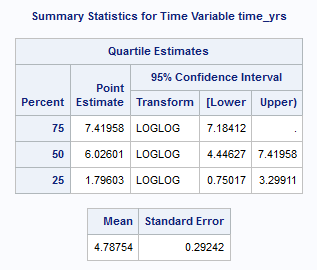 Summary Statistics for Time Variable time_yrs
Quartile Estimates
Percent Point Estimate 95% Confidence Interval
Transform [Lower Upper)
75 7.41958 LOGLOG 7.18412 .
50 6.02601 LOGLOG 4.44627 7.41958
25 1.79603 LOGLOG 0.75017 3.29911
Mean Standard Error
4.78754 0.29242